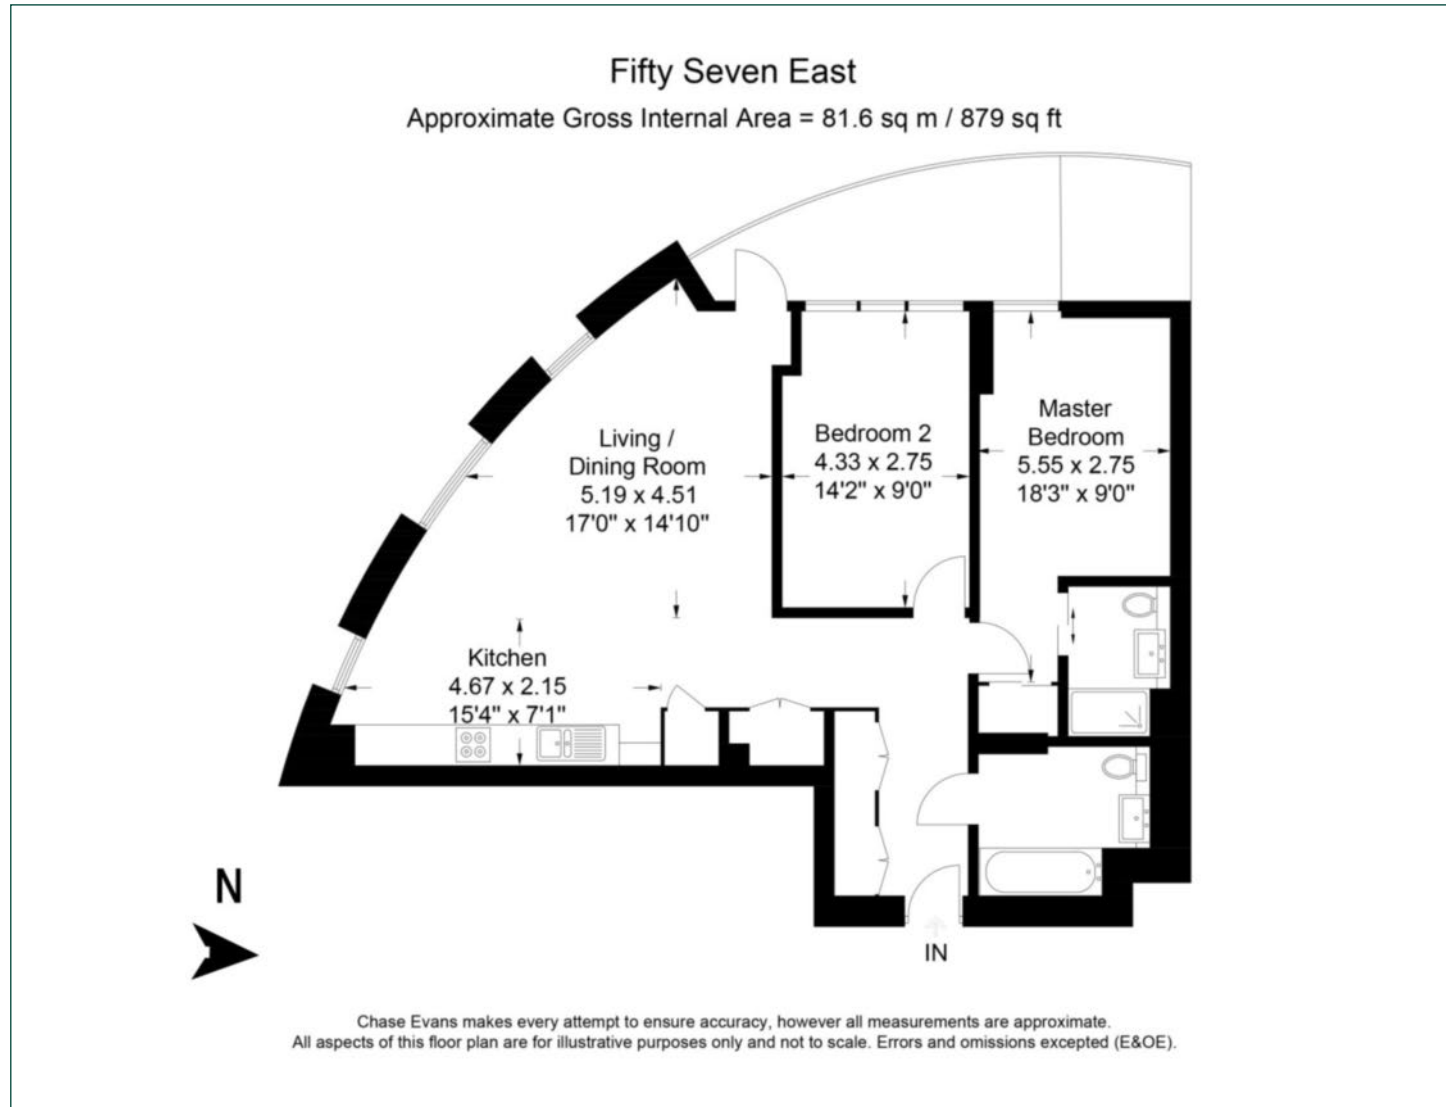 Fifty Seven East
Approximate Gross Internal Area = 81.6 sq m / 879 sq ft
Living /
Dining Room
5.19 x 4.51
17'0" x 14'10"
Bedroom 2
4.33 x 2.75
14'2" x 9'0"
Master
Bedroom
5.55 x 2.75
18'3" x 9'0"
Kitchen
4.67 x 2.15
15'4" x 7'1"
N
IN
Chase Evans makes every attempt to ensure accuracy, however all measurements are approximate.
All aspects of this floor plan are for illustrative purposes only and not to scale. Errors and omissions excepted (E&OE).